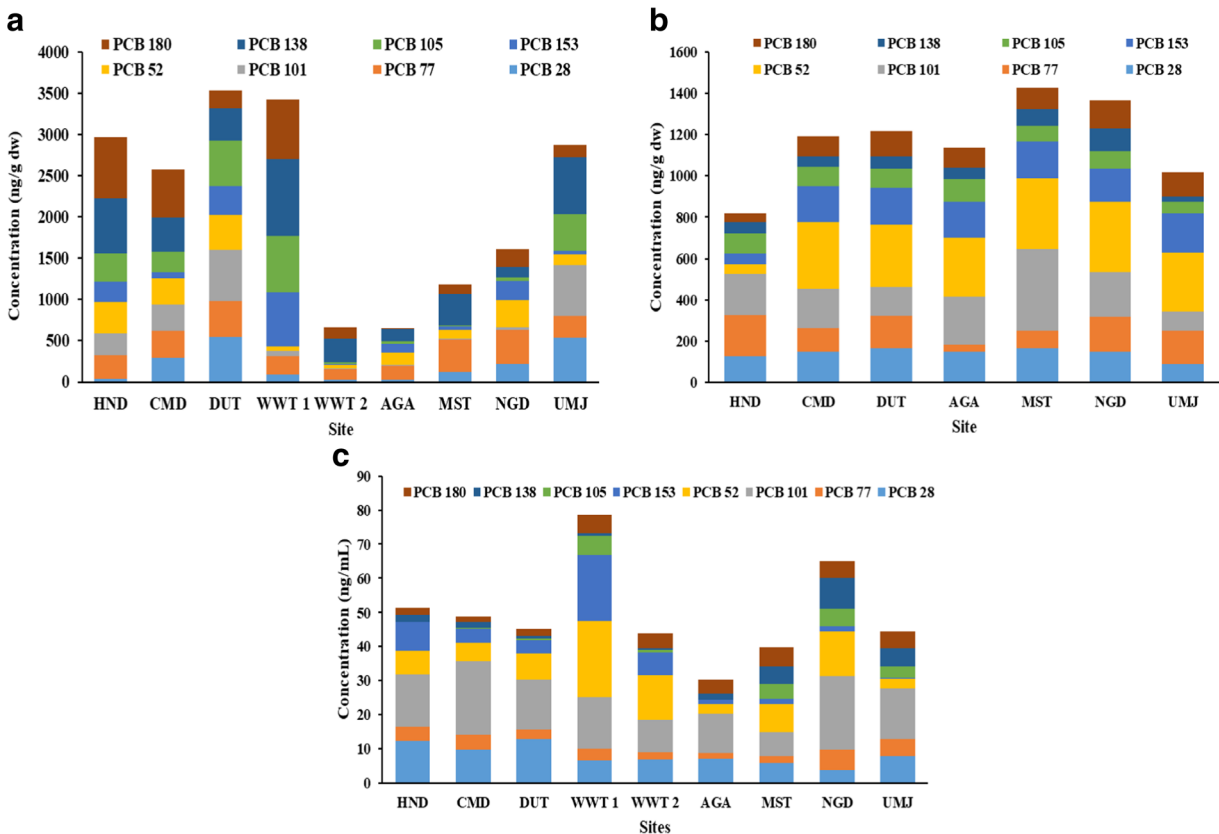 a
PCB 180 PCB 138 PCB 105 PCB 153
PCB 52 PCB 101 PCB 77 PCB 28
Concentration (ng/g dw)
4000
3500
3000
2500
2000
1500
1000
500
0
HND CMD DUT WWT 1 WWT 2 AGA MST NGD UMJ
Site
b
PCB 180 PCB 138 PCB 105 PCB 153
PCB 52 PCB 101 PCB 77 PCB 28
Concentration (ng/g dw)
1600
1400
1200
1000
800
600
400
200
0
HND CMD DUT AGA MST NGD UMJ
Site
c
PCB 180 PCB 138 PCB 105 PCB 153 PCB 52 PCB 101 PCB 77 PCB 28
Concentration (ng/mL)
90
80
70
60
50
40
30
20
10
0
HND CMD DUT WWT 1 WWT 2 AGA MST NGD UMJ
Sites